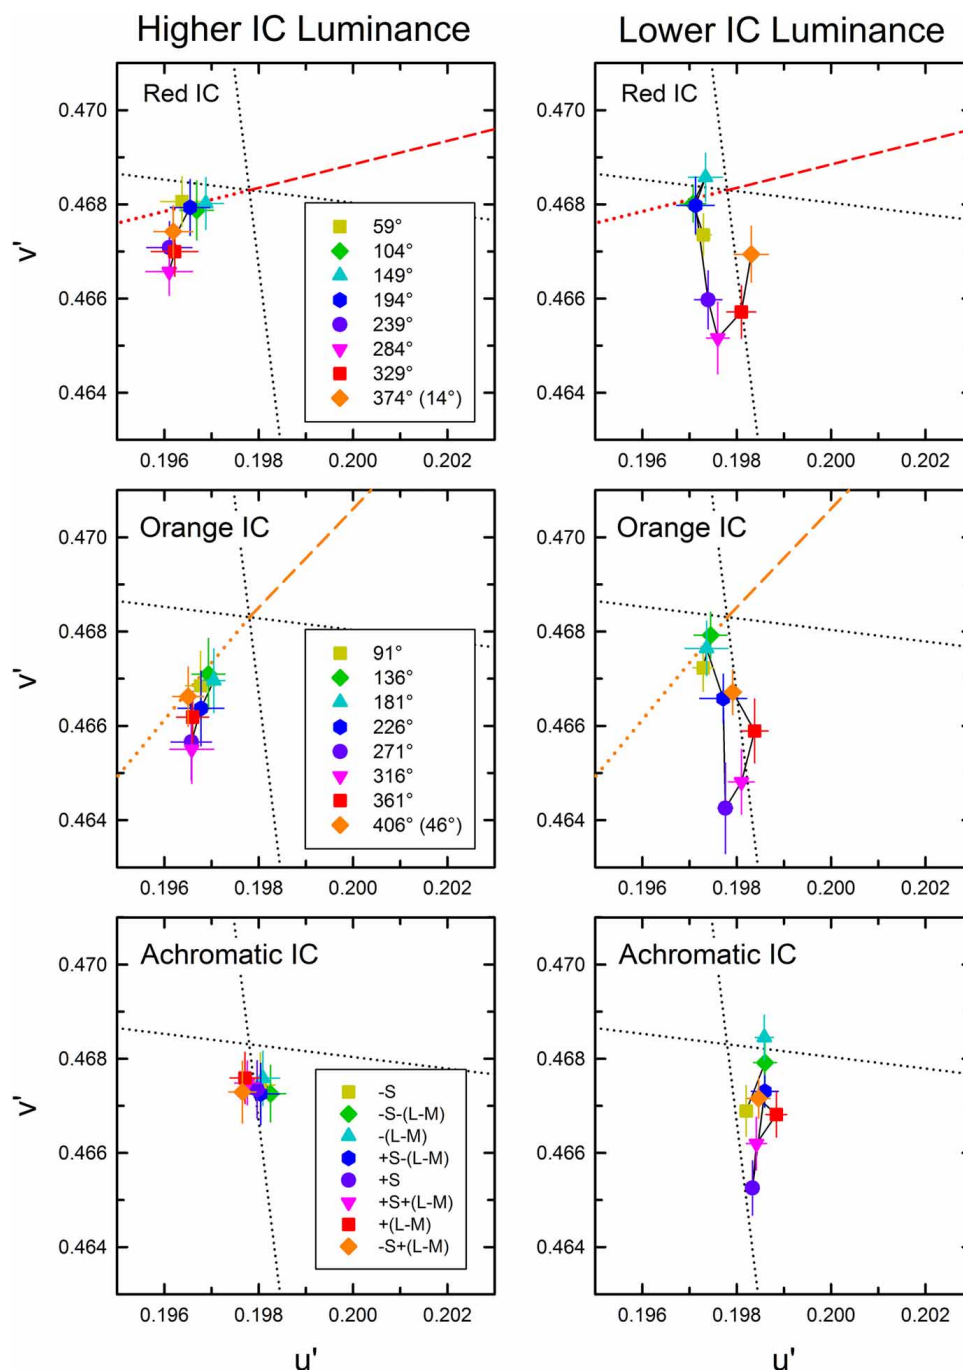 Higher IC Luminance
Lower IC Luminance
Red IC
0.470
0.468
0.466
0.464
v'
59°
104°
149°
194°
239°
284°
329°
374° (14°)
0.196 0.198 0.200 0.202
Red IC
0.470
0.468
0.466
0.464
0.196 0.198 0.200 0.202
Orange IC
0.470
0.468
0.466
0.464
v'
91°
136°
181°
226°
271°
316°
361°
406° (46°)
0.196 0.198 0.200 0.202
Orange IC
0.470
0.468
0.466
0.464
0.196 0.198 0.200 0.202
Achromatic IC
0.470
0.468
0.466
0.464
v'
-S
-S-(L-M)
-(L-M)
+S-(L-M)
+S
+S+(L-M)
+(L-M)
-S+(L-M)
0.196 0.198 0.200 0.202
u'
Achromatic IC
0.470
0.468
0.466
0.464
0.196 0.198 0.200 0.202
u'